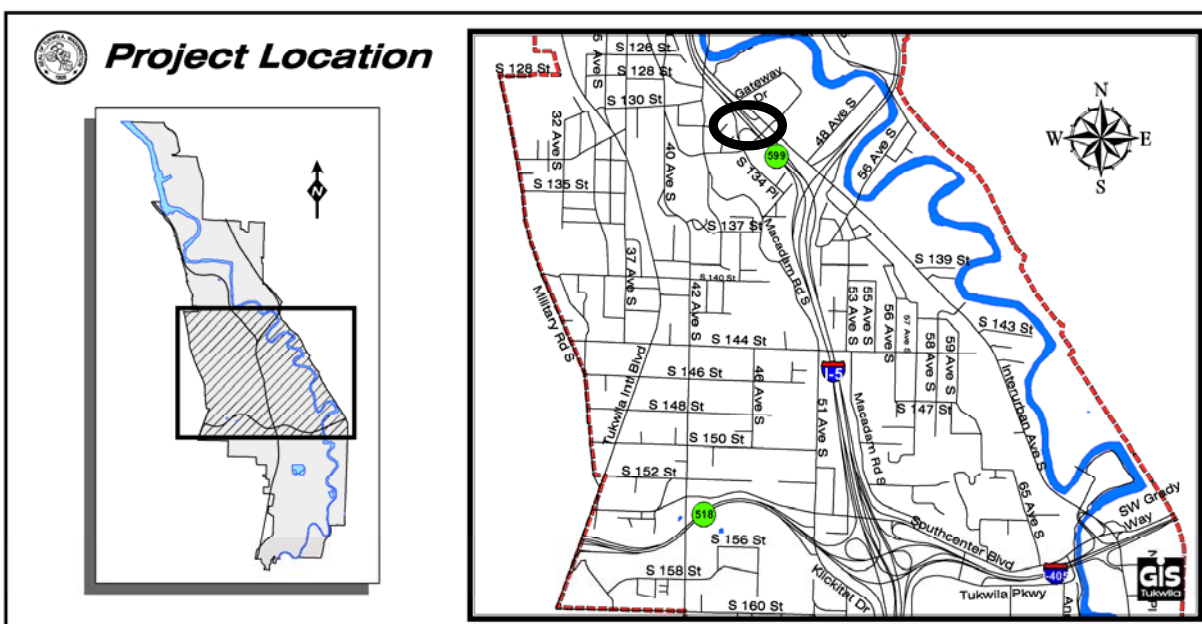 Project Location
N
S 126 St
S 128 St
S 128 St
Gateway
Dr
S 130 St
32 Ave S
40 Ave S
48 Ave S
56 Ave S
599
S 134 Pl
S 135 St
S 137 St
Macadam Rd S
37 Ave S
S 139 St
S 140 St
42 Ave S
Military Rd S
53 Ave S
55 Ave S
56 Ave S
57 Ave S
58 Ave S
59 Ave S
S 143 St
S 144 St
I-5
S 146 St
46 Ave S
Tukwila Intl Blvd
S 148 St
51 Ave S
Macadam Rd S
S 147 St
Interurban Ave S
S 150 St
S 152 St
518
65 Ave S
SW Grady
Way
Southcenter Blvd
S 156 St
S 158 St
Klickitat Dr
I-405
Tukwila Pkwy
S 160 St
N
W
E
S
GIS
Tukwila